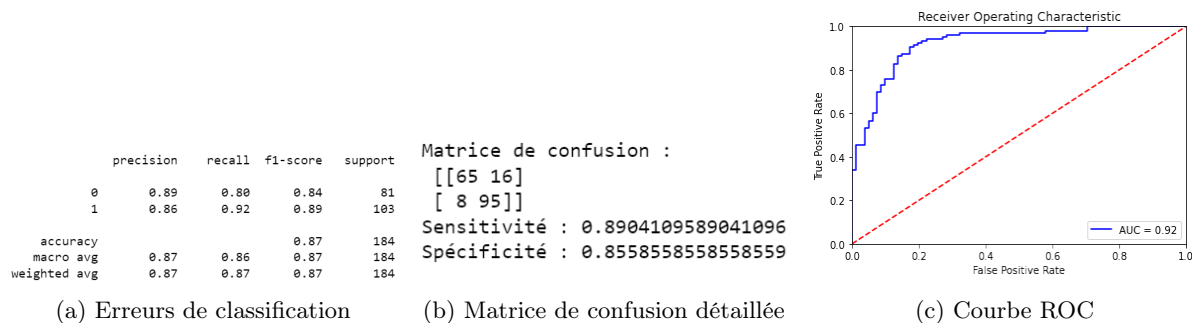 precision recall f1-score support
0 0.89 0.80 0.84 81
1 0.86 0.92 0.89 103
accuracy 0.87 184
macro avg 0.87 0.86 0.87 184
weighted avg 0.87 0.87 0.87 184
(a) Erreurs de classification
Matrice de confusion :
[[65 16]
[ 8 95]]
Sensitivité : 0.8904109589041096
Spécificité : 0.8558558558558559
(b) Matrice de confusion détaillée
Receiver Operating Characteristic
True Positive Rate
1.0
0.8
0.6
0.4
0.2
0.0
AUC = 0.92
0.0 0.2 0.4 0.6 0.8 1.0
False Positive Rate
(c) Courbe ROC